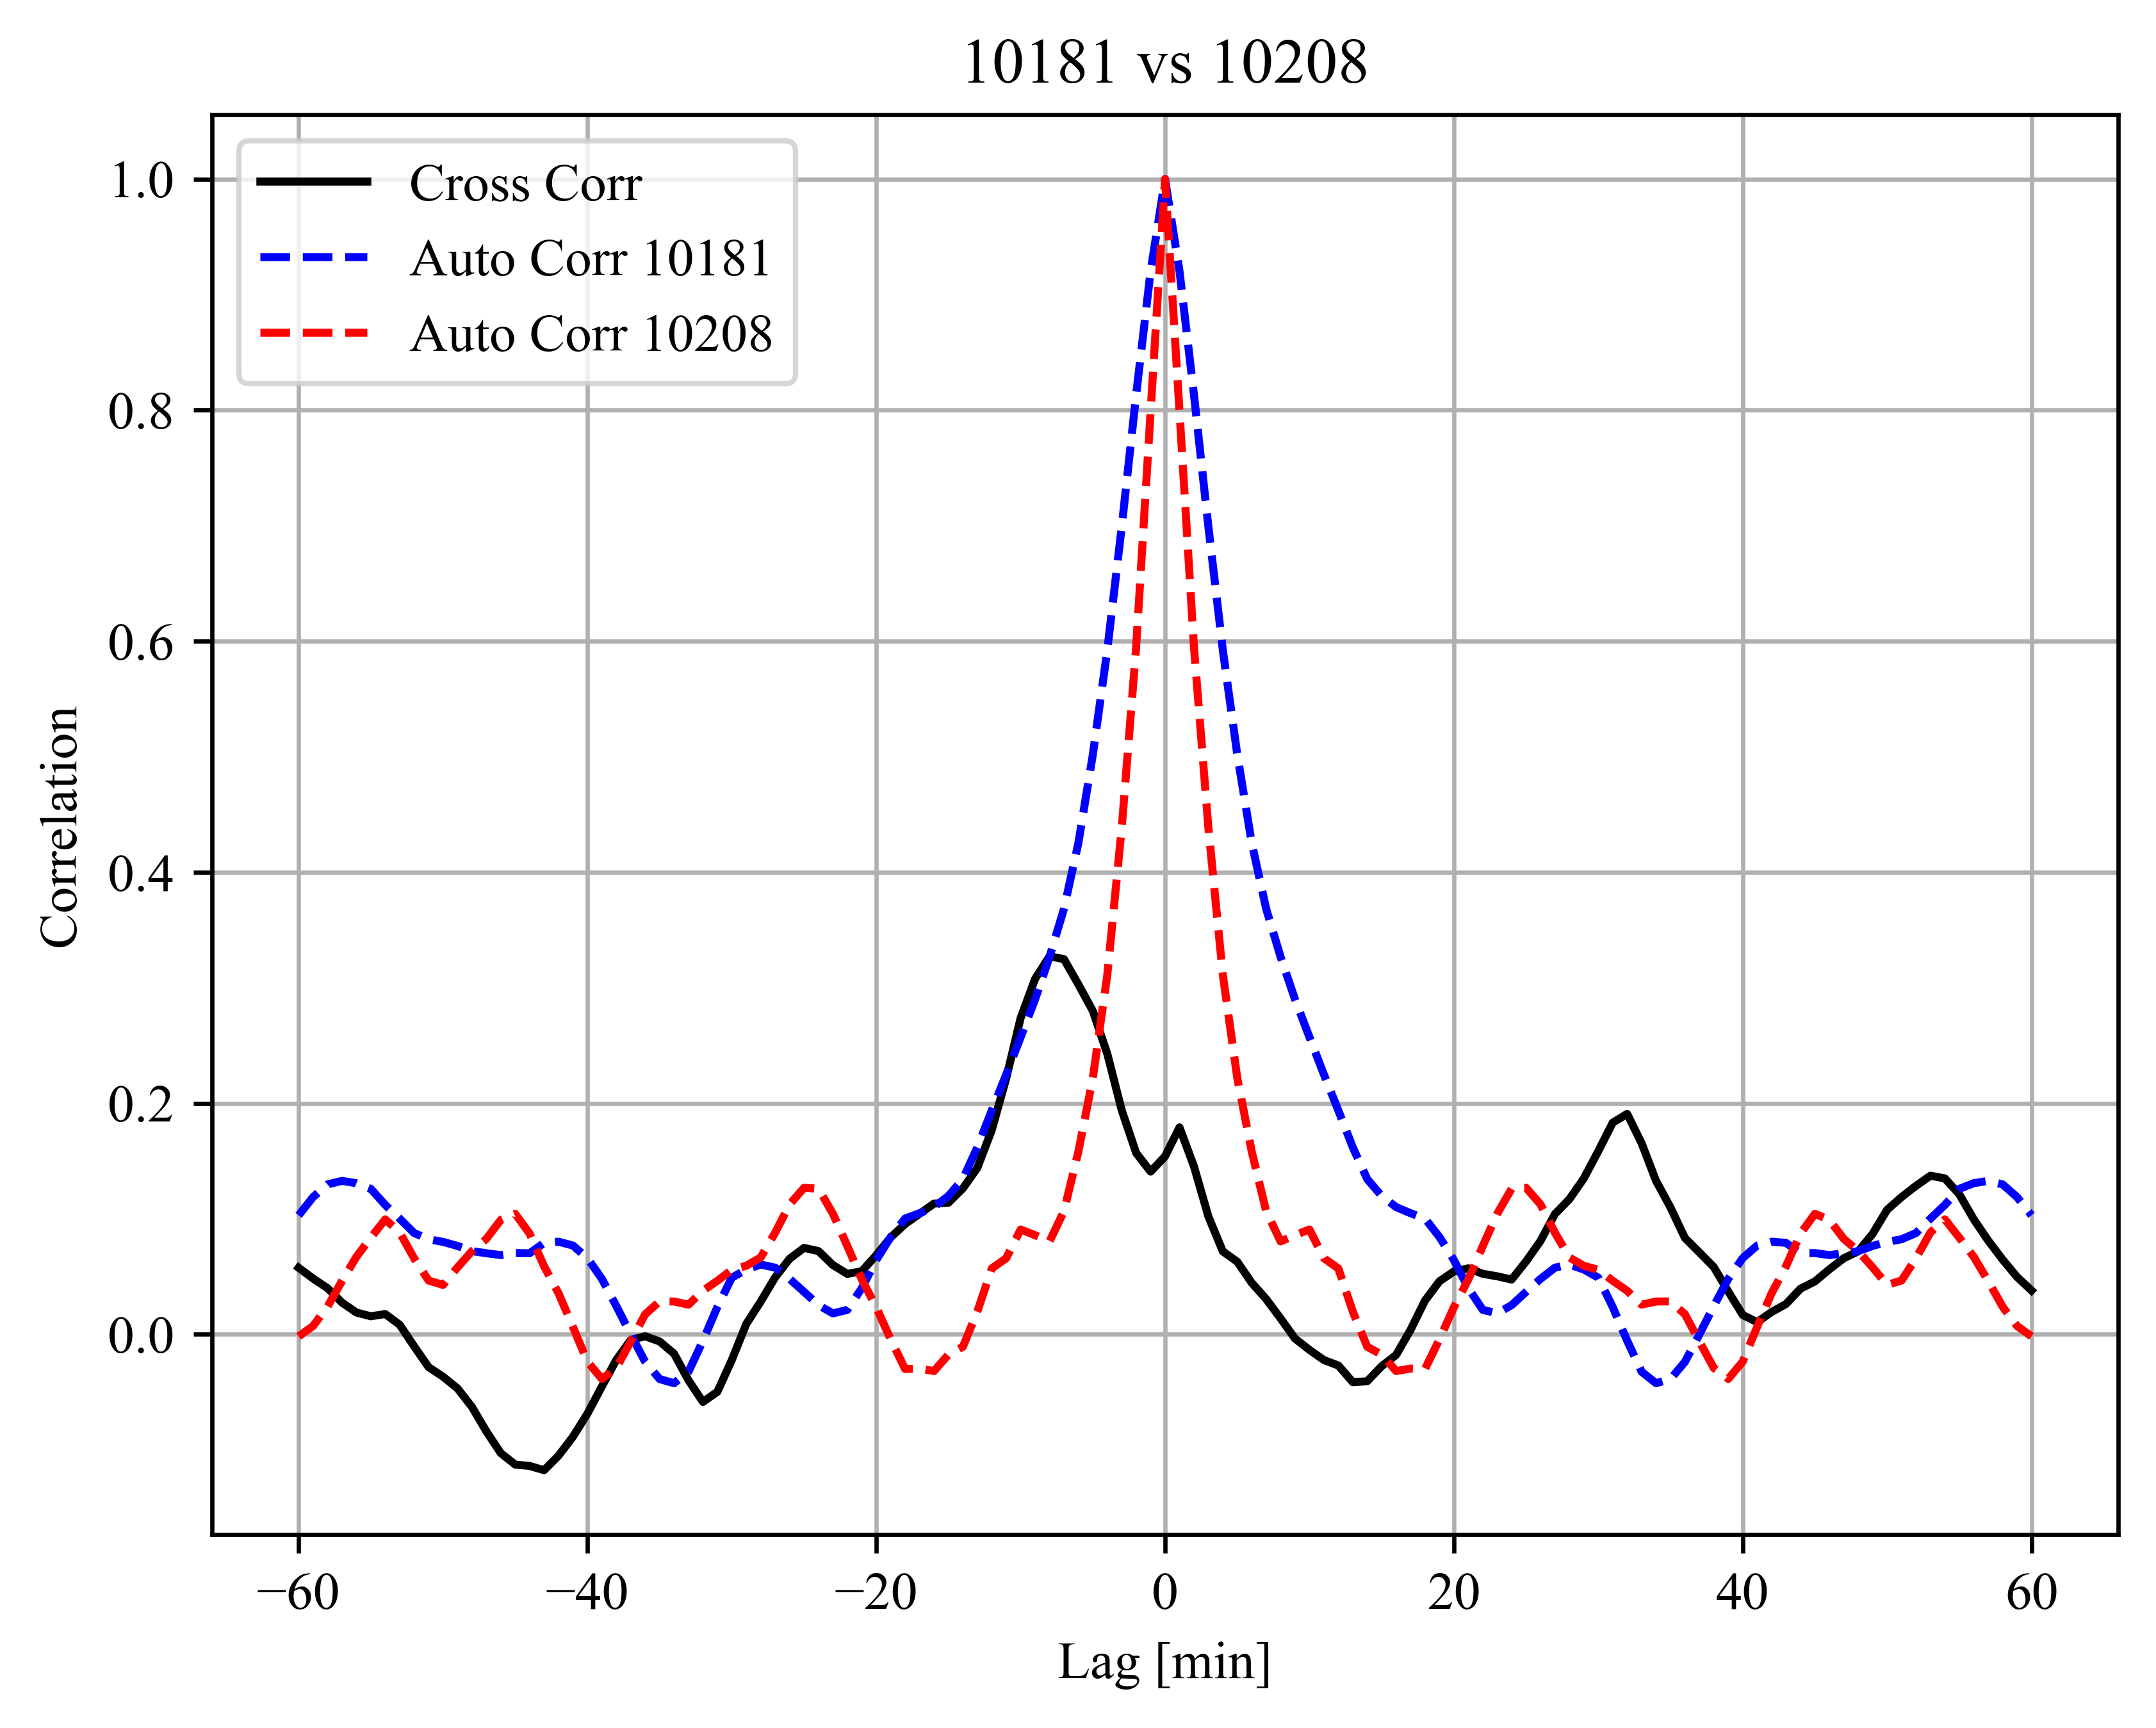 10181 vs 10208
Cross Corr
Auto Corr 10181
Auto Corr 10208
1.0
0.8
0.6
0.4
0.2
0.0
Correlation
−60 −40 −20 0 20 40 60
Lag [min]